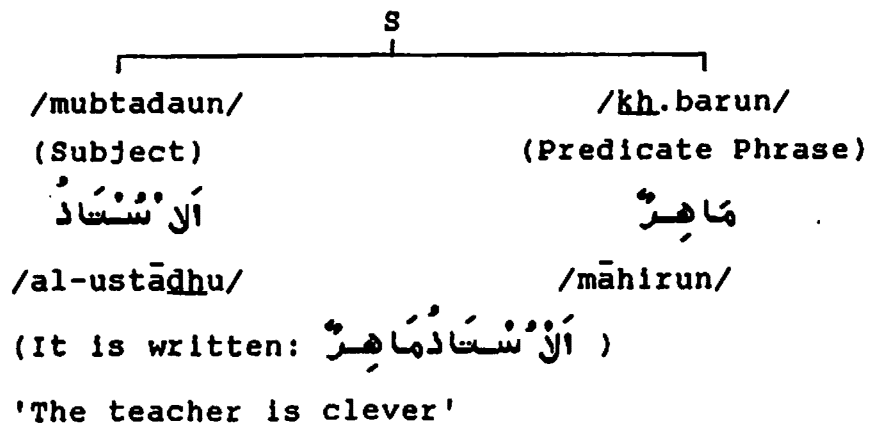 S
/mubtadaun/ /kh.barun/
(Subject) (Predicate Phrase)
اَلاُسْتَاذُ مَاهِرٌ
/al-ustādhu/ /māhirun/
(It is written: اَلْاُسْتَاذُمَاهِرٌ )
'The teacher is clever'